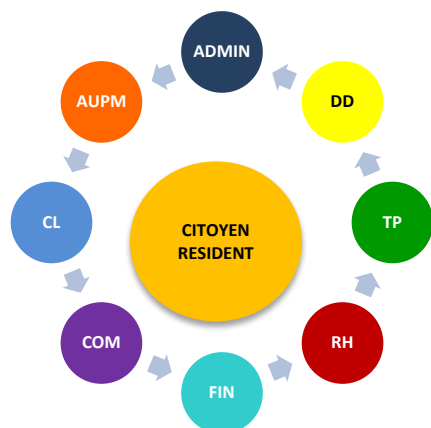 ADMIN
AUPM
DD
CL
CITOYEN
RESIDENT
TP
COM
RH
FIN